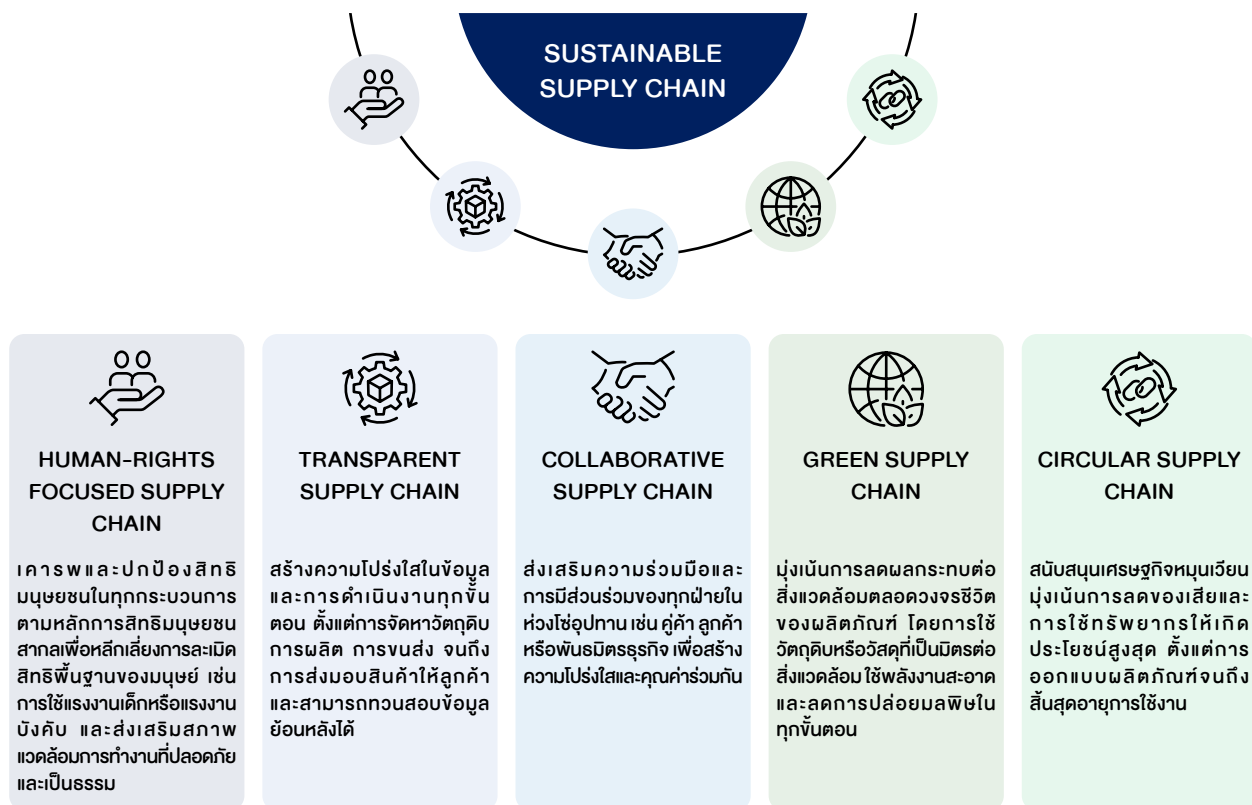 SUSTAINABLE
SUPPLY CHAIN
HUMAN-RIGHTS
FOCUSED SUPPLY
CHAIN
เคารพและปกป้องสิทธิ
มนุษยชนในทุกกระบวนการ
ตามหลักการสิทธิมนุษยชน
สากลเพื่อหลีกเลี่ยงการละเมิด
สิทธิพื้นฐานของมนุษย์ เช่น
การใช้แรงงานเด็กหรือแรงงาน
บังคับ และส่งเสริมสภาพ
แวดล้อมการทำงานที่ปลอดภัย
และเป็นธรรม
TRANSPARENT
SUPPLY CHAIN
สร้างความโปร่งใสในข้อมูล
และการดำเนินงานทุกขั้น
ตอน ตั้งแต่การจัดหาวัตถุดิบ
การผลิต การขนส่ง จนถึง
การส่งมอบสินค้าให้ลูกค้า
และสามารถทวนสอบข้อมูล
ย้อนหลังได้
COLLABORATIVE
SUPPLY CHAIN
ส่งเสริมความร่วมมือและ
การมีส่วนร่วมของทุกฝ่ายใน
ห่วงโซ่อุปทาน เช่น คู่ค้า ลูกค้า
หรือพันธมิตรธุรกิจ เพื่อสร้าง
ความโปร่งใสและคุณค่าร่วมกัน
GREEN SUPPLY
CHAIN
มุ่งเน้นการลดผลกระทบต่อ
สิ่งแวดล้อมตลอดวงจรชีวิต
ของผลิตภัณฑ์ โดยการใช้
วัตถุดิบหรือวัสดุที่เป็นมิตรต่อ
สิ่งแวดล้อม ใช้พลังงานสะอาด
และลดการปล่อยมลพิษใน
ทุกขั้นตอน
CIRCULAR SUPPLY
CHAIN
สนับสนุนเศรษฐกิจหมุนเวียน
มุ่งเน้นการลดของเสียและ
การใช้ทรัพยากรให้เกิด
ประโยชน์สูงสุด ตั้งแต่การ
ออกแบบผลิตภัณฑ์จนถึง
สิ้นสุดอายุการใช้งาน